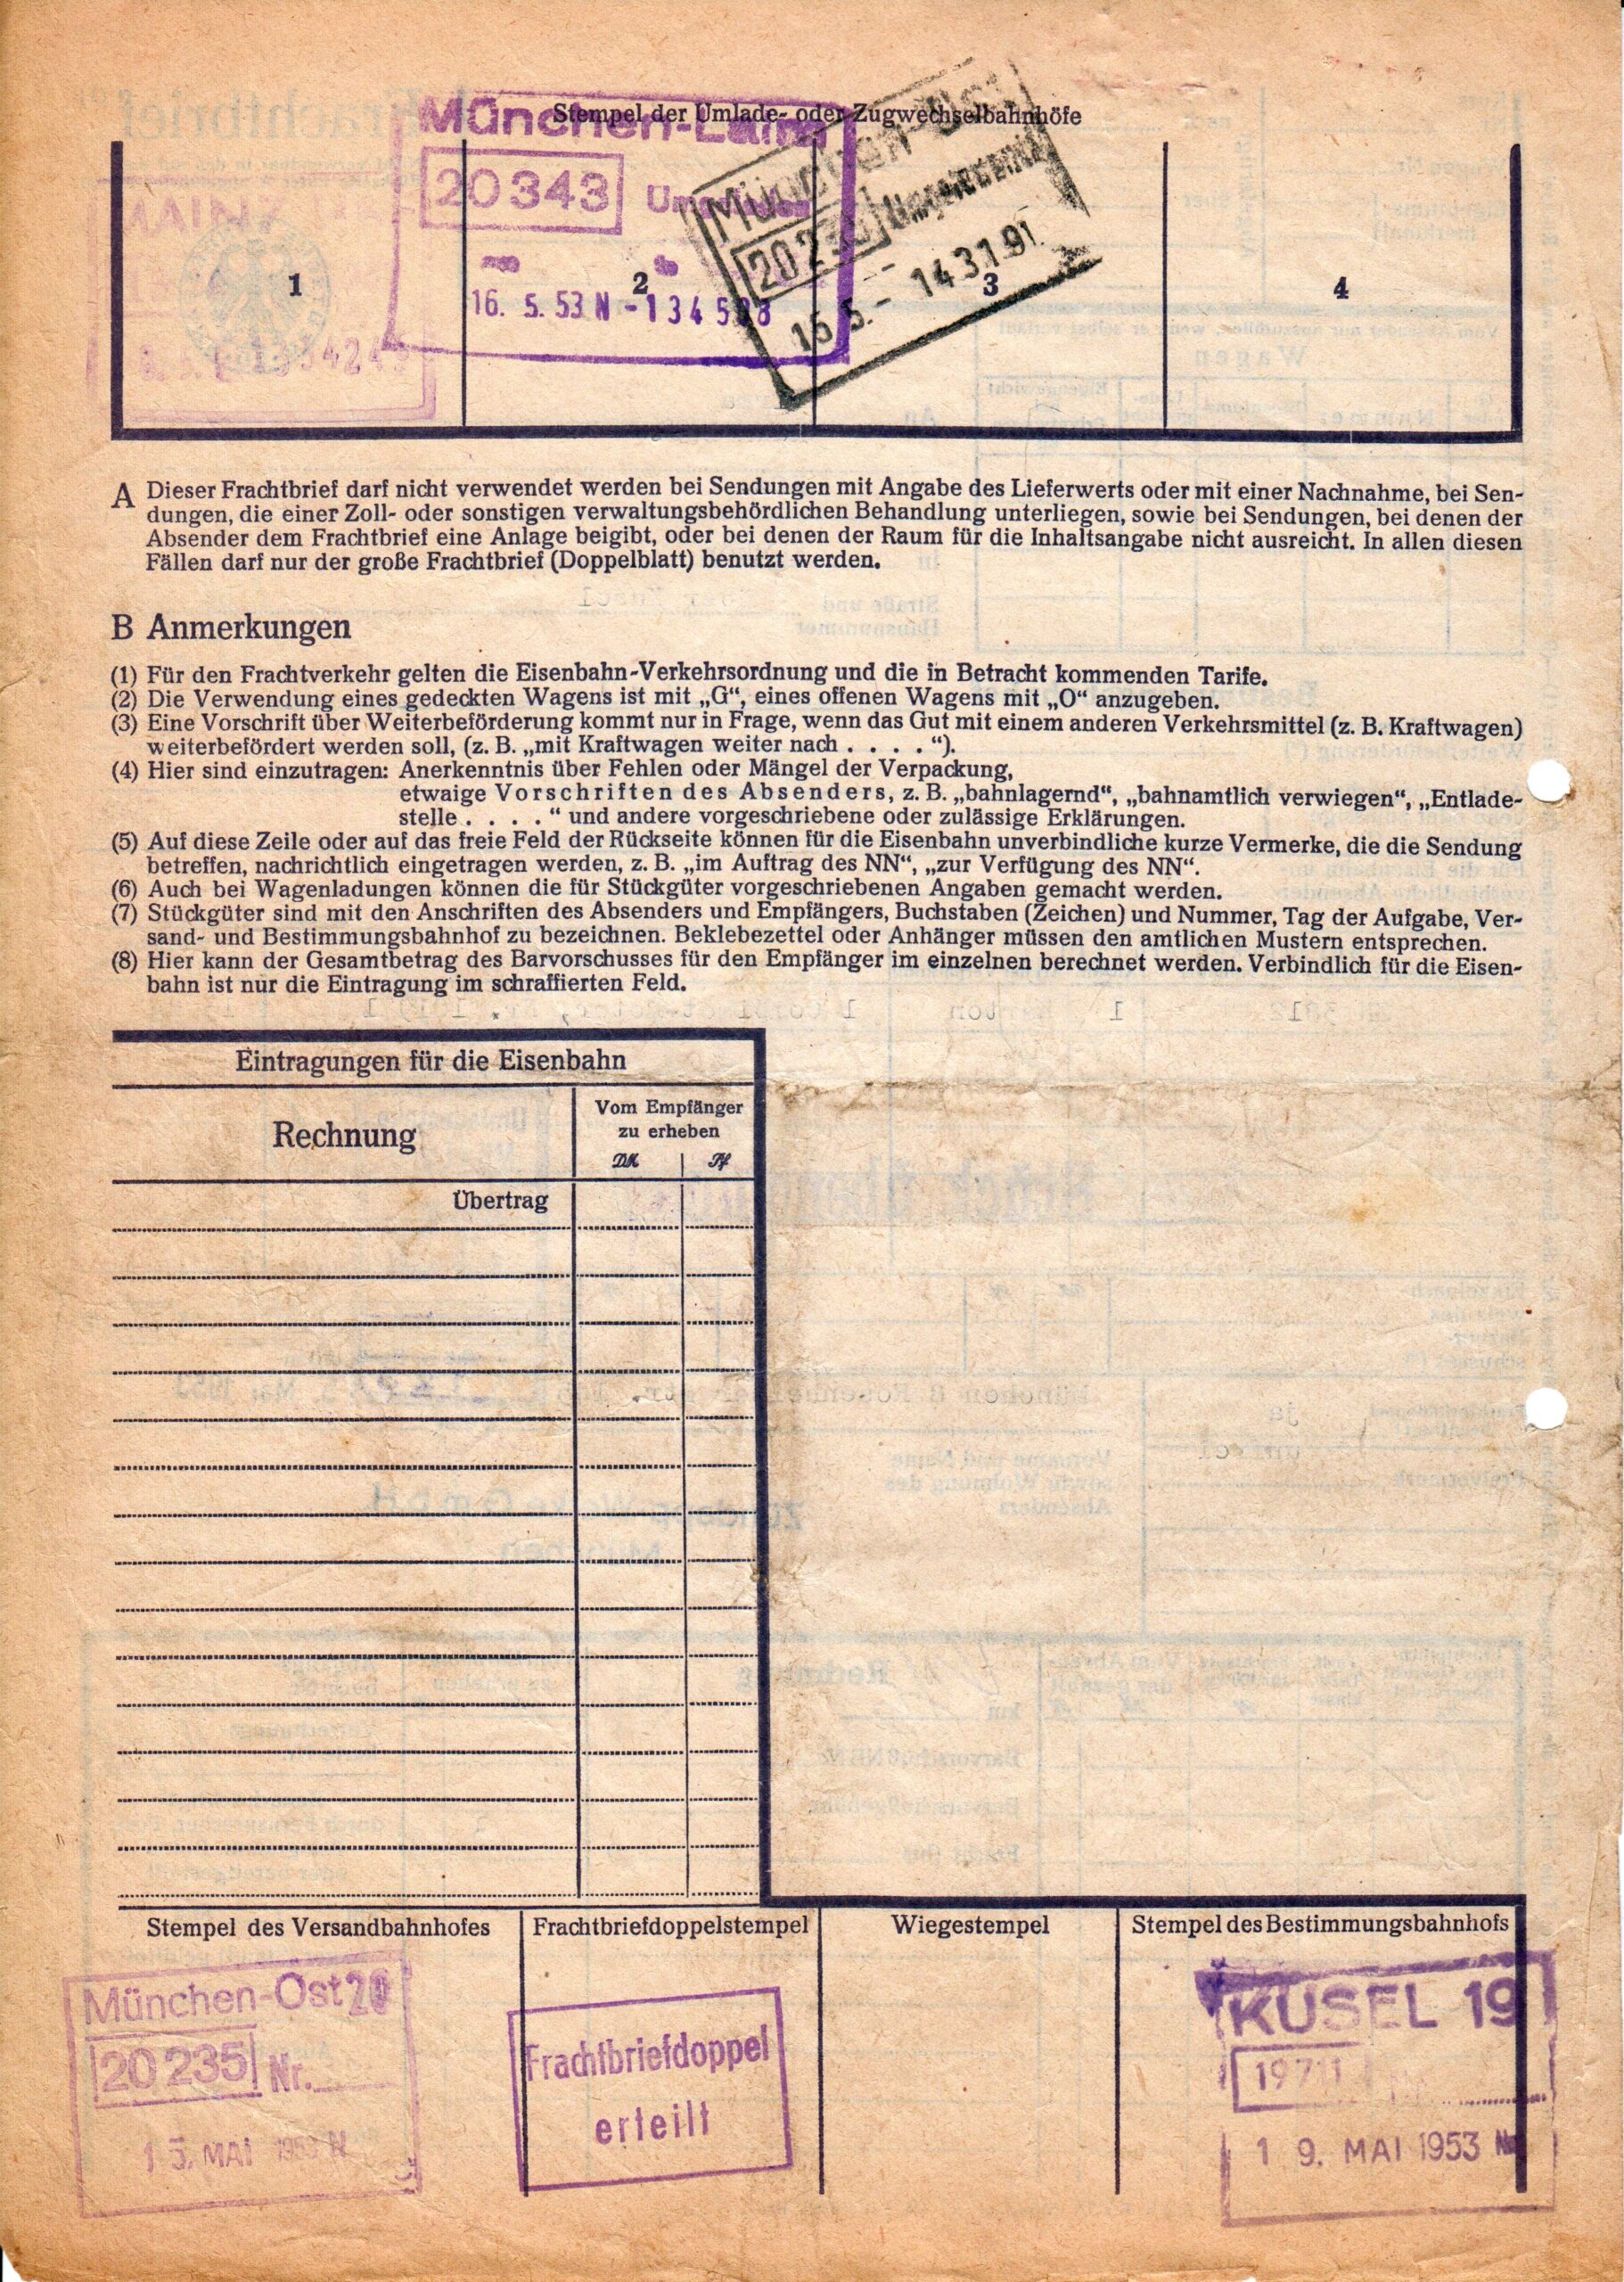 Stempel der Umlade- oder Zugwechselbahnhöfe
München-Laim
20343
16. 5. 53 N - 134 588
München-Ost
MAINZ
1
2
3
4
A Dieser Frachtbrief darf nicht verwendet werden bei Sendungen mit Angabe des Lieferwerts oder mit einer Nachnahme, bei Sen-
dungen, die einer Zoll- oder sonstigen verwaltungsbehördlichen Behandlung unterliegen, sowie bei Sendungen, bei denen der
Absender dem Frachtbrief eine Anlage beigibt, oder bei denen der Raum für die Inhaltsangabe nicht ausreicht. In allen diesen
Fällen darf nur der große Frachtbrief (Doppelblatt) benutzt werden.
B Anmerkungen
(1) Für den Frachtverkehr gelten die Eisenbahn-Verkehrsordnung und die in Betracht kommenden Tarife.
(2) Die Verwendung eines gedeckten Wagens ist mit „G“, eines offenen Wagens mit „O“ anzugeben.
(3) Eine Vorschrift über Weiterbeförderung kommt nur in Frage, wenn das Gut mit einem anderen Verkehrsmittel (z. B. Kraftwagen)
weiterbefördert werden soll, (z. B. „mit Kraftwagen weiter nach . . . . “).
(4) Hier sind einzutragen: Anerkenntnis über Fehlen oder Mängel der Verpackung,
etwaige Vorschriften des Absenders, z. B. „bahnlagernd“, „bahnamtlich verwiegen“, „Entlade-
stelle . . . . “ und andere vorgeschriebene oder zulässige Erklärungen.
(5) Auf diese Zeile oder auf das freie Feld der Rückseite können für die Eisenbahn unverbindliche kurze Vermerke, die die Sendung
betreffen, nachrichtlich eingetragen werden, z. B. „im Auftrag des NN“, „zur Verfügung des NN“.
(6) Auch bei Wagenladungen können die für Stückgüter vorgeschriebenen Angaben gemacht werden.
(7) Stückgüter sind mit den Anschriften des Absenders und Empfängers, Buchstaben (Zeichen) und Nummer, Tag der Aufgabe, Ver-
sand- und Bestimmungsbahnhof zu bezeichnen. Beklebezettel oder Anhänger müssen den amtlichen Mustern entsprechen.
(8) Hier kann der Gesamtbetrag des Barvorschusses für den Empfänger im einzelnen berechnet werden. Verbindlich für die Eisen-
bahn ist nur die Eintragung im schraffierten Feld.
Eintragungen für die Eisenbahn
Rechnung
Vom Empfänger
zu erheben
DM Pf
Übertrag
Stempel des Versandbahnhofes
Frachtbriefdoppelstempel
Wiegestempel
Stempel des Bestimmungsbahnhofs
München-Ost 20
20235 Nr.
15. MAI 1953 N
Frachtbriefdoppel
erteilt
KUSEL 19
19711
19. MAI 1953 N